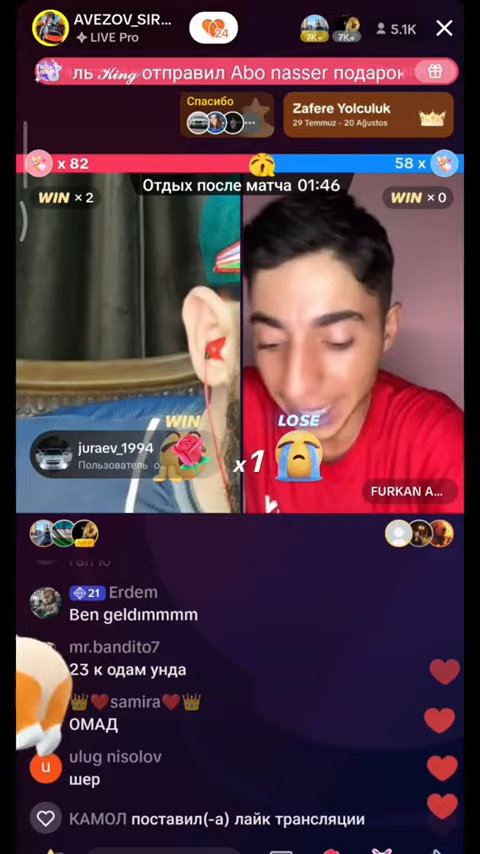 AVEZOV_SIR...
LIVE Pro
24
7K+
7K+
5.1K
ль King отправил Abo nasser подарок
Спасибо
Zafere Yolculuk
29 Temmuz - 20 Ağustos
x 82
58 x
Отдых после матча 01:46
WIN x 2
WIN x 0
WIN
LOSE
juraev_1994
Пользователь о...
x1
FURKAN A...
21 Erdem
Ben geldımmmm
mr.bandito7
23 к одам унда
samira
ОМАД
ulug nisolov
u
шер
КАМОЛ поставил(-а) лайк трансляции